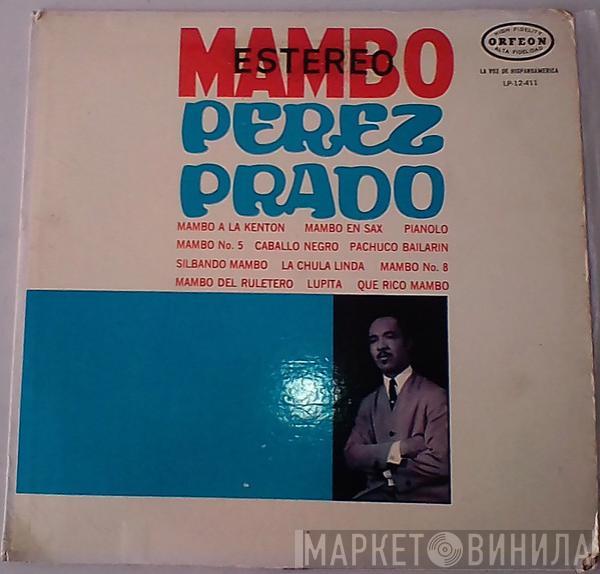 MAMBO
ESTEREO
PEREZ
PRADO
HIGH FIDELITY
ORFEON
ALTA FIDELIDAD
LA VOZ DE HISPANOAMERICA
LP-12-411
MAMBO A LA KENTON MAMBO EN SAX PIANOLO
MAMBO No. 5 CABALLO NEGRO PACHUCO BAILARIN
SILBANDO MAMBO LA CHULA LINDA MAMBO No. 8
MAMBO DEL RULETERO LUPITA QUE RICO MAMBO
МАРКЕТ ВИНИЛА